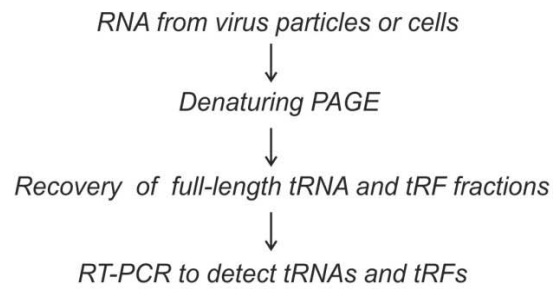 RNA from virus particles or cells
Denaturing PAGE
Recovery of full-length tRNA and tRF fractions
RT-PCR to detect tRNAs and tRFs